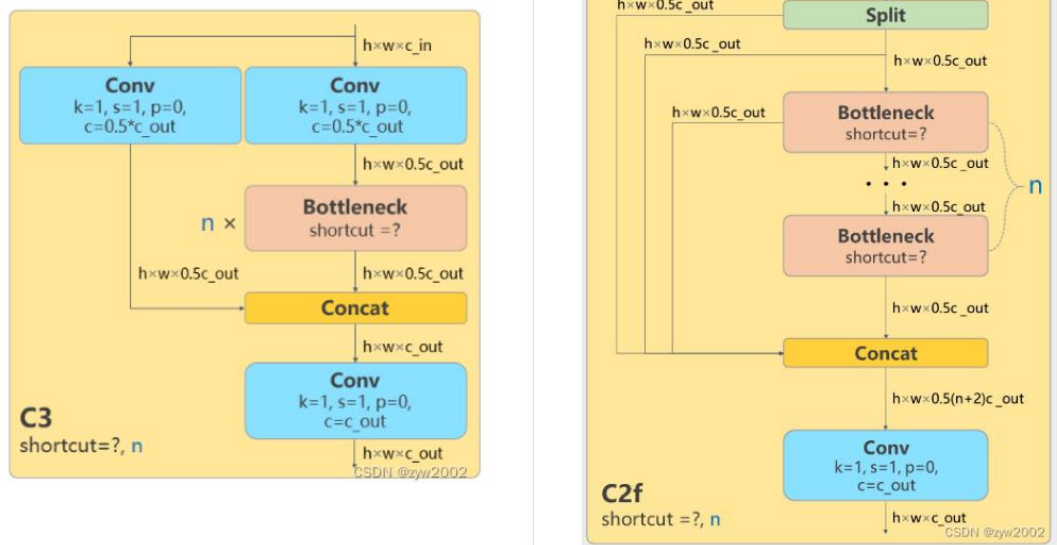 h×w×c_in
Conv
k=1, s=1, p=0,
c=0.5*c_out
Conv
k=1, s=1, p=0,
c=0.5*c_out
h×w×0.5c_out
n ×
Bottleneck
shortcut =?
h×w×0.5c_out
h×w×0.5c_out
Concat
h×w×c_out
Conv
k=1, s=1, p=0,
c=c_out
C3
shortcut=?, n
h×w×c_out
CSDN @zyw2002
h×w×0.5c_out
Split
h×w×0.5c_out
h×w×0.5c_out
h×w×0.5c_out
Bottleneck
shortcut=?
h×w×0.5c_out
• • •
n
h×w×0.5c_out
Bottleneck
shortcut=?
h×w×0.5c_out
Concat
h×w×0.5(n+2)c_out
Conv
k=1, s=1, p=0,
c=c_out
C2f
shortcut =?, n
h×w×c_out
CSDN @zyw2002